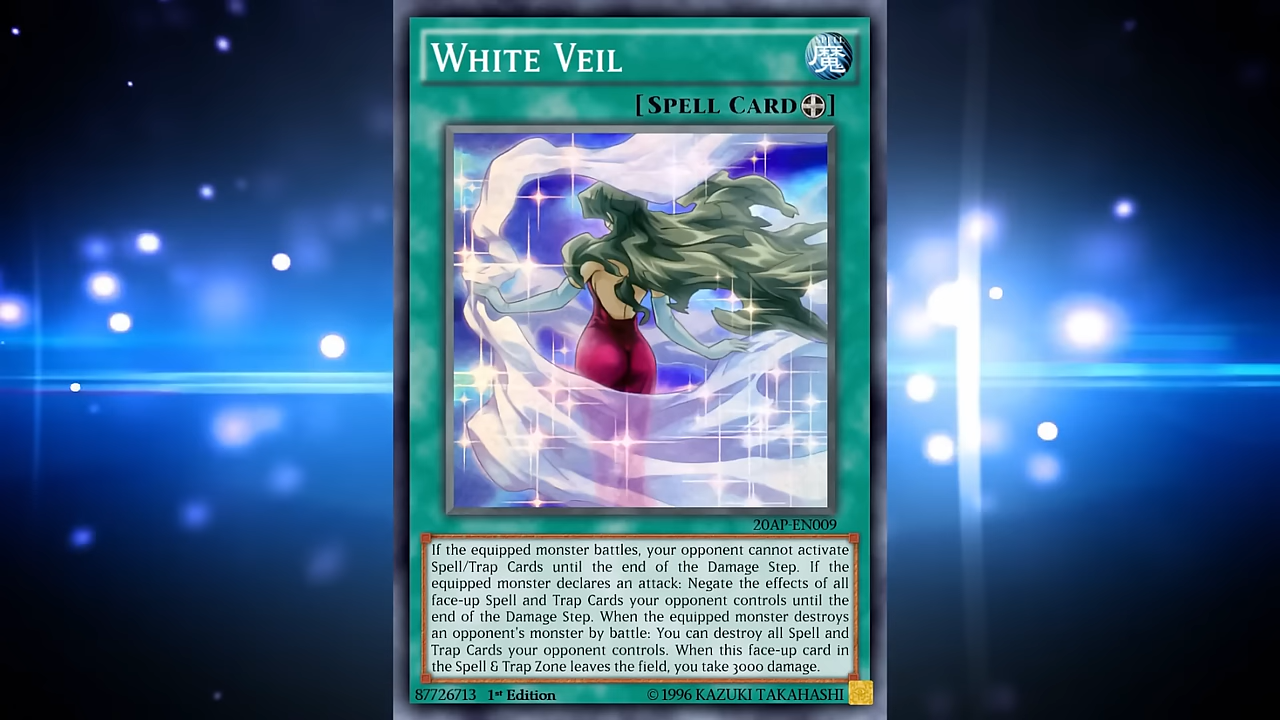 White Veil
SPELL
魔
[Spell Card]
20AP-EN009
If the equipped monster battles, your opponent cannot activate
Spell/Trap Cards until the end of the Damage Step. If the
equipped monster declares an attack: Negate the effects of all
face-up Spell and Trap Cards your opponent controls until the
end of the Damage Step. When the equipped monster destroys
an opponent's monster by battle: You can destroy all Spell and
Trap Cards your opponent controls. When this face-up card in
the Spell & Trap Zone leaves the field, you take 3000 damage.
87726713 1st Edition ©1996 KAZUKI TAKAHASHI